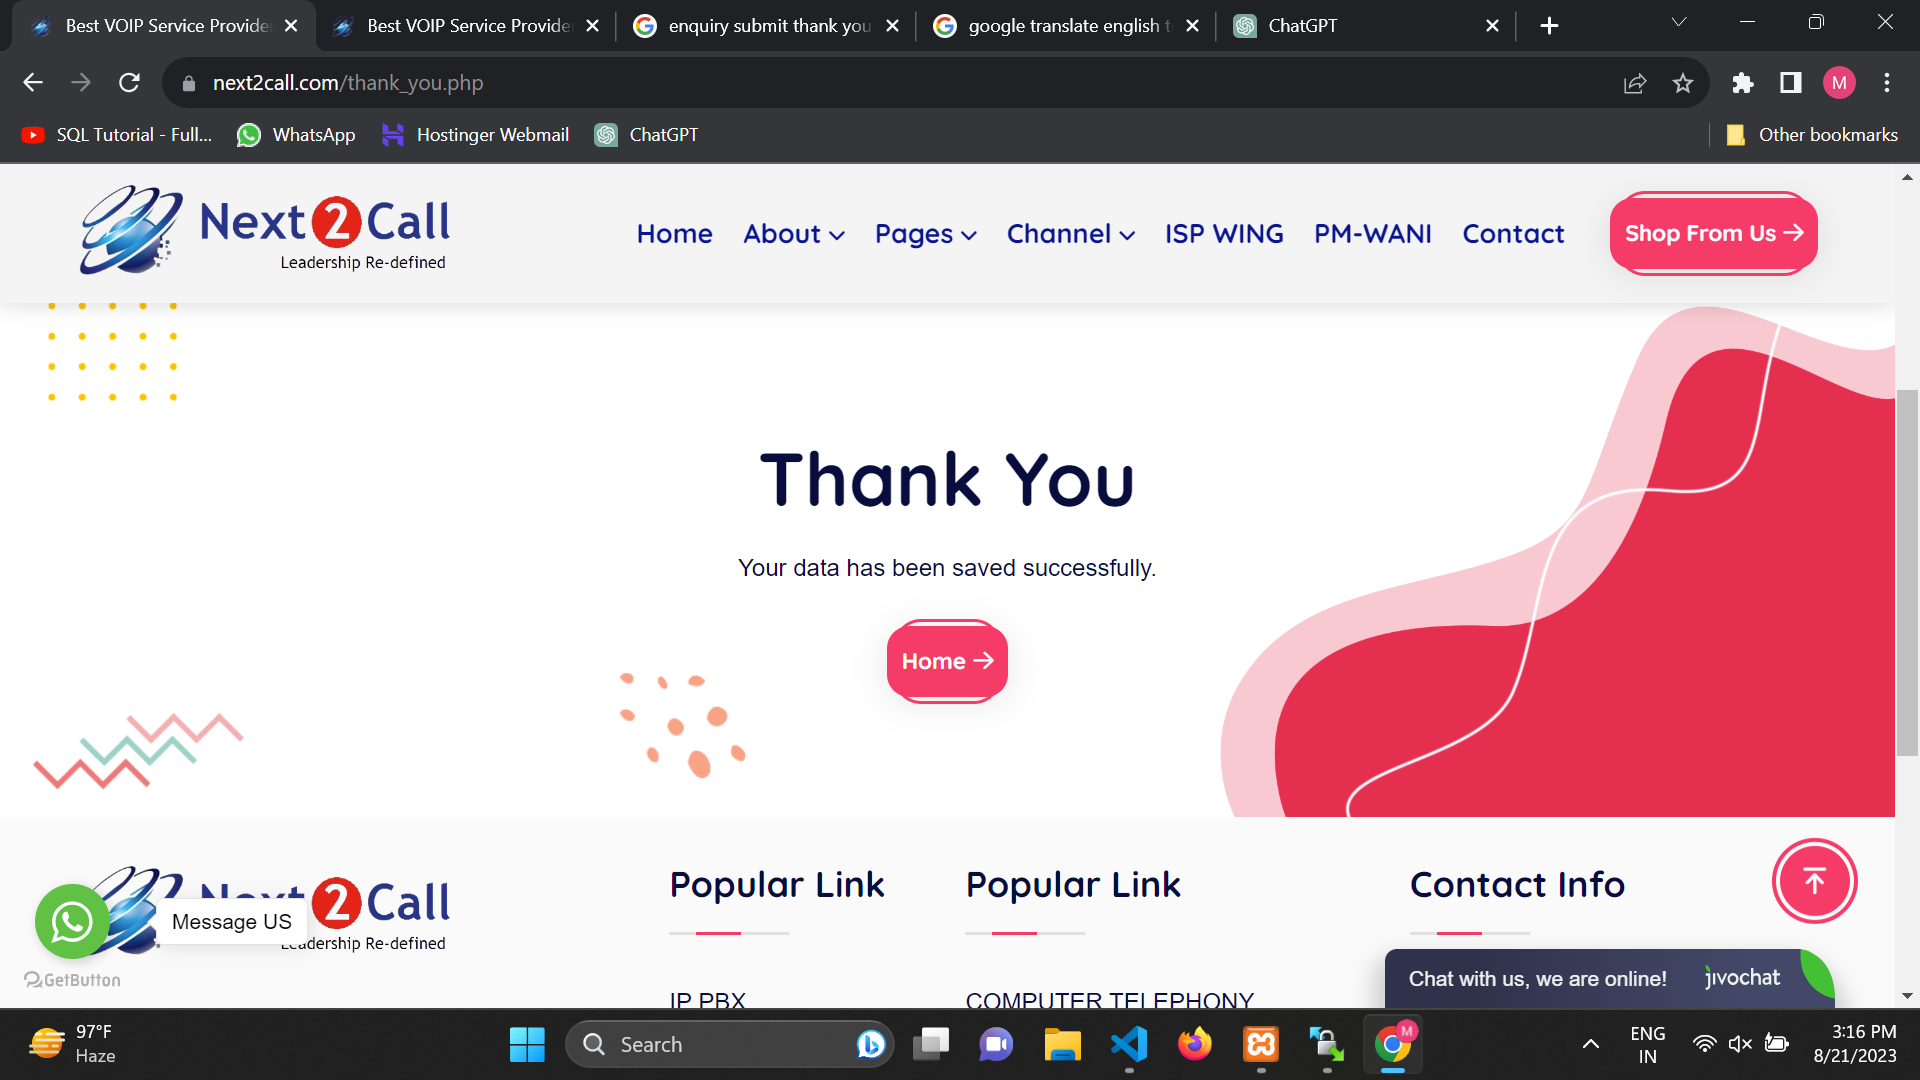 Best VOIP Service Provide
Best VOIP Service Provide
enquiry submit thank you
google translate english t
ChatGPT
next2call.com/thank_you.php
M
SQL Tutorial - Full...
WhatsApp
Hostinger Webmail
ChatGPT
Other bookmarks
Next2Call
Leadership Re-defined
Home
About
Pages
Channel
ISP WING
PM-WANI
Contact
Shop From Us
Thank You
Your data has been saved successfully.
Home
Next2Call
Leadership Re-defined
Message US
GetButton
Popular Link
Popular Link
Contact Info
IP PBX
COMPUTER TELEPHONY
Chat with us, we are online!
jivochat
97°F
Haze
Search
M
ENG
IN
3:16 PM
8/21/2023